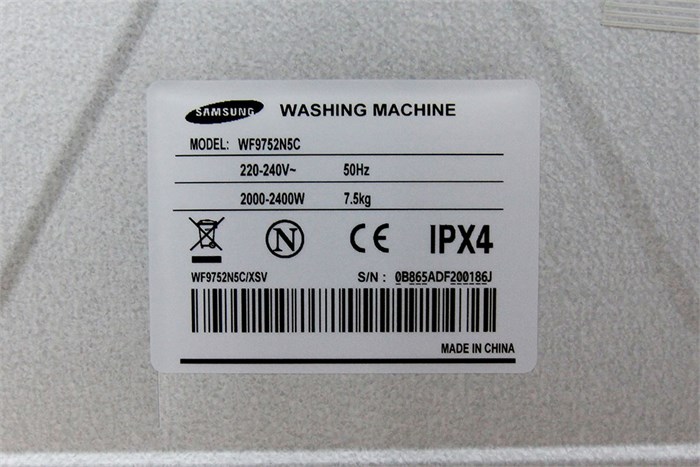 SAMSUNG WASHING MACHINE
MODEL: WF9752N5C
220-240V~ 50Hz
2000-2400W 7.5kg
N CE IPX4
WF9752N5C/XSV S/N : 0B865ADF200186J
MADE IN CHINA